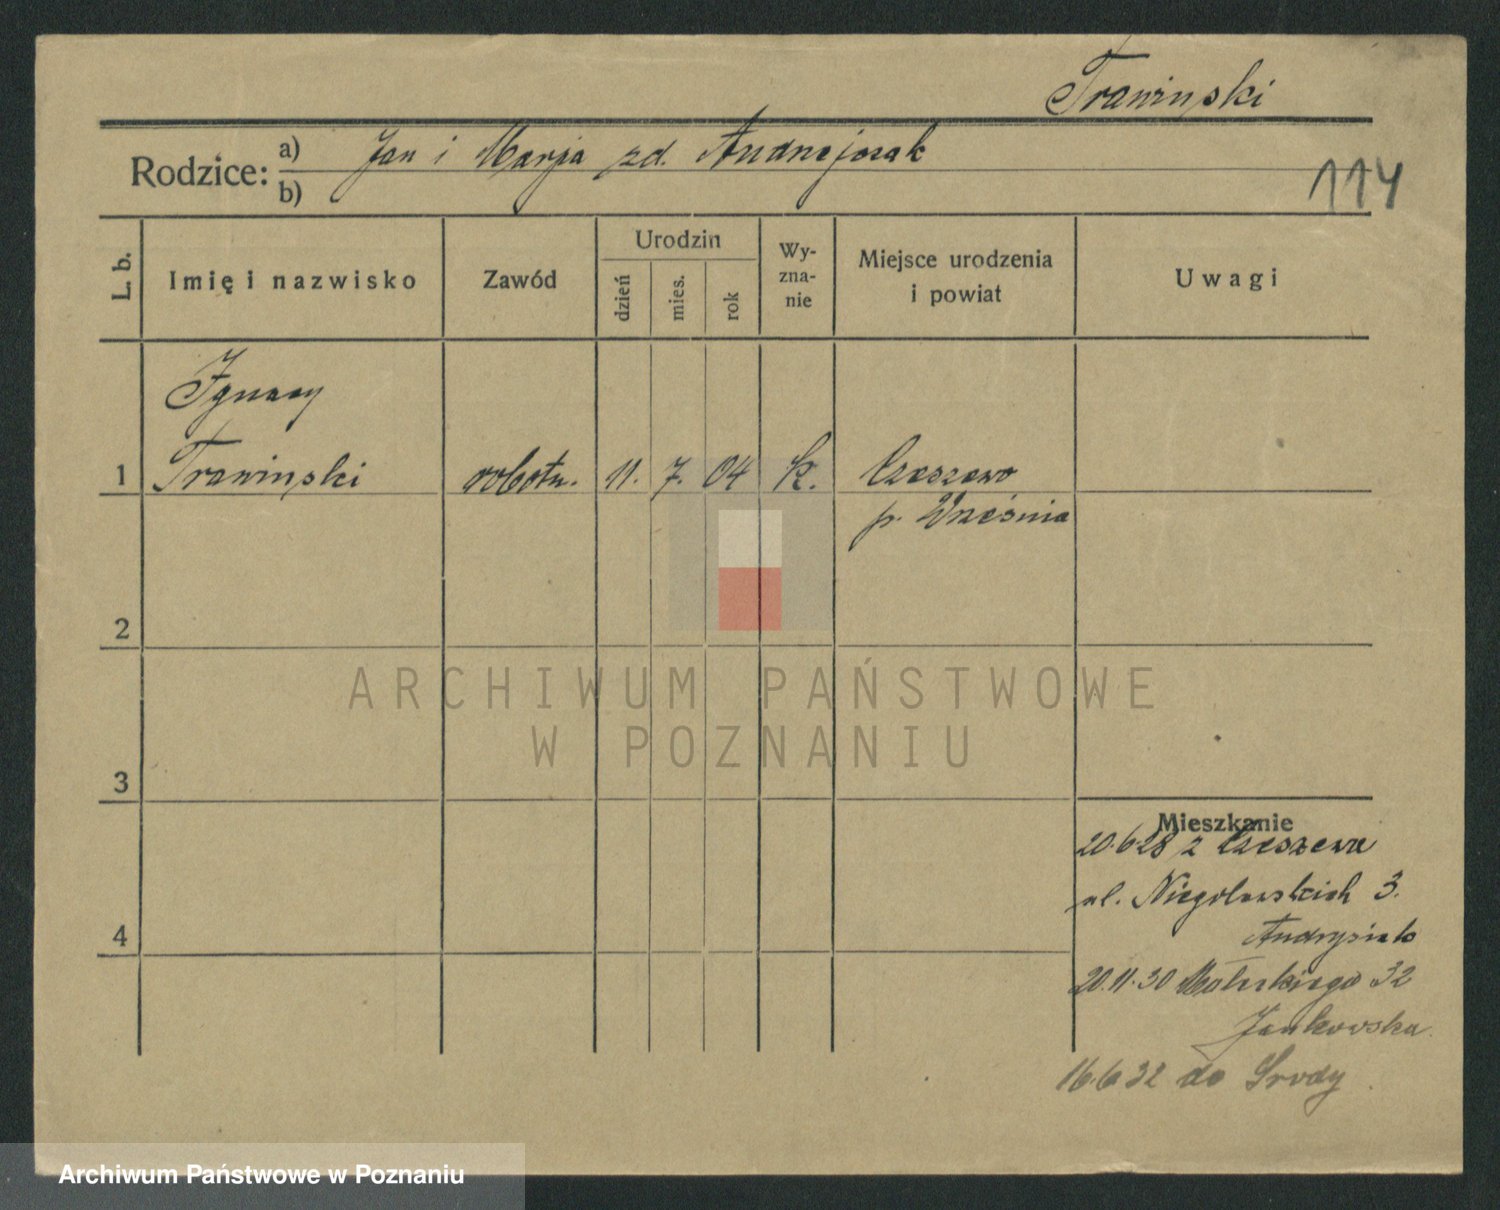 Trawinski
Rodzice: a) Jan i Marja zd. Andrzejczak
b)
114
L. b.
Imię i nazwisko
Zawód
Urodzin
dzień
mies.
rok
Wy-
zna-
nie
Miejsce urodzenia
i powiat
Uwagi
Ignacy
1 Trawinski robotn. 11. 7. 04 k. Czeszewo
p. Września
2
3
4
Mieszkanie
20.6.28 z Czeszewa
ul. Niegolewskich 3.
Andrysiak
20.11.30 Małeckiego 32
Jankowska
16.6.32 do Srody
ARCHIWUM PAŃSTWOWE
W POZNANIU
Archiwum Państwowe w Poznaniu